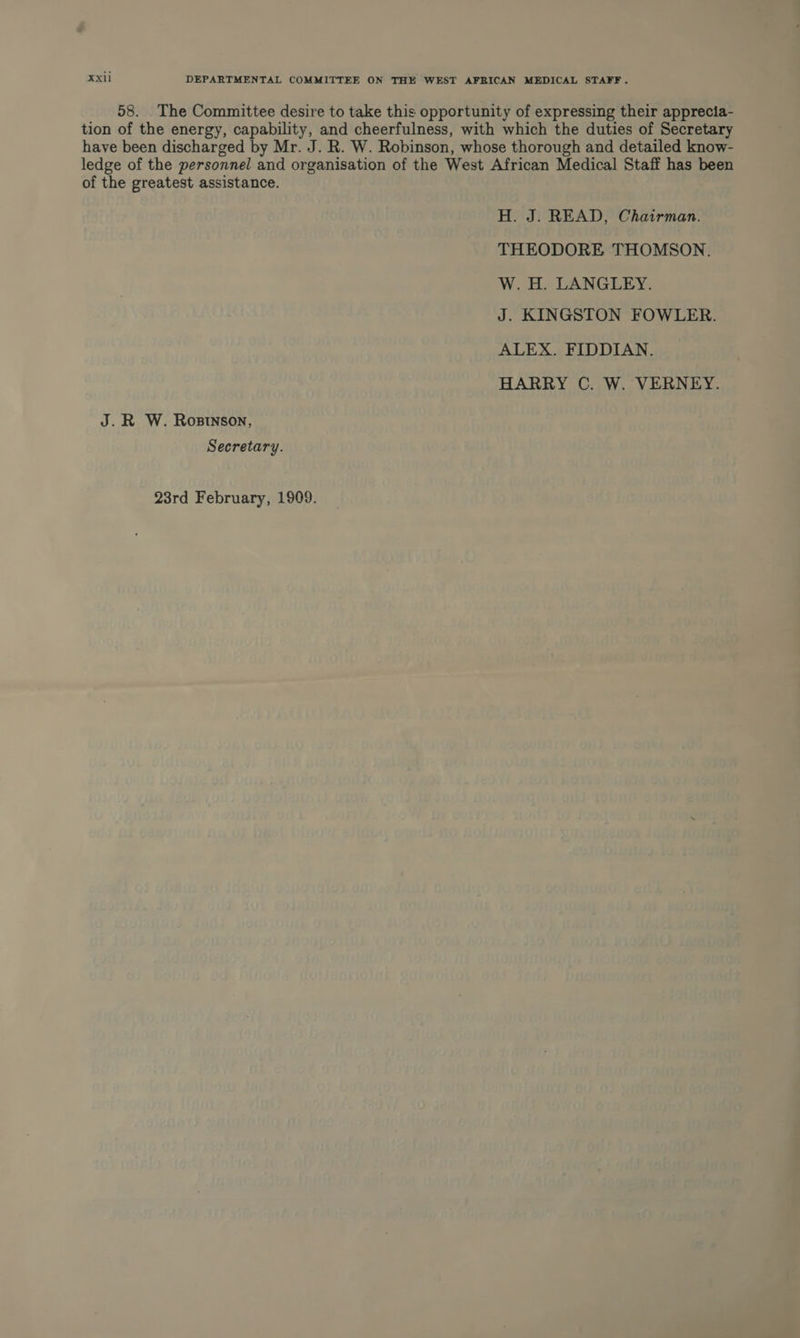 xxii DEPARTMENTAL COMMITTEE ON THE WEST AFRICAN MEDICAL STAFF.
58. The Committee desire to take this opportunity of expressing their apprecia-
tion of the energy, capability, and cheerfulness, with which the duties of Secretary
have been discharged by Mr. J. R. W. Robinson, whose thorough and detailed know-
ledge of the personnel and organisation of the West African Medical Staff has been
of the greatest assistance.
H. J. READ, Chairman.
THEODORE THOMSON.
W. H. LANGLEY.
J. KINGSTON FOWLER.
ALEX. FIDDIAN.
HARRY C. W. VERNEY.
J. R W. ROBINSON,
Secretary.
23rd February, 1909.